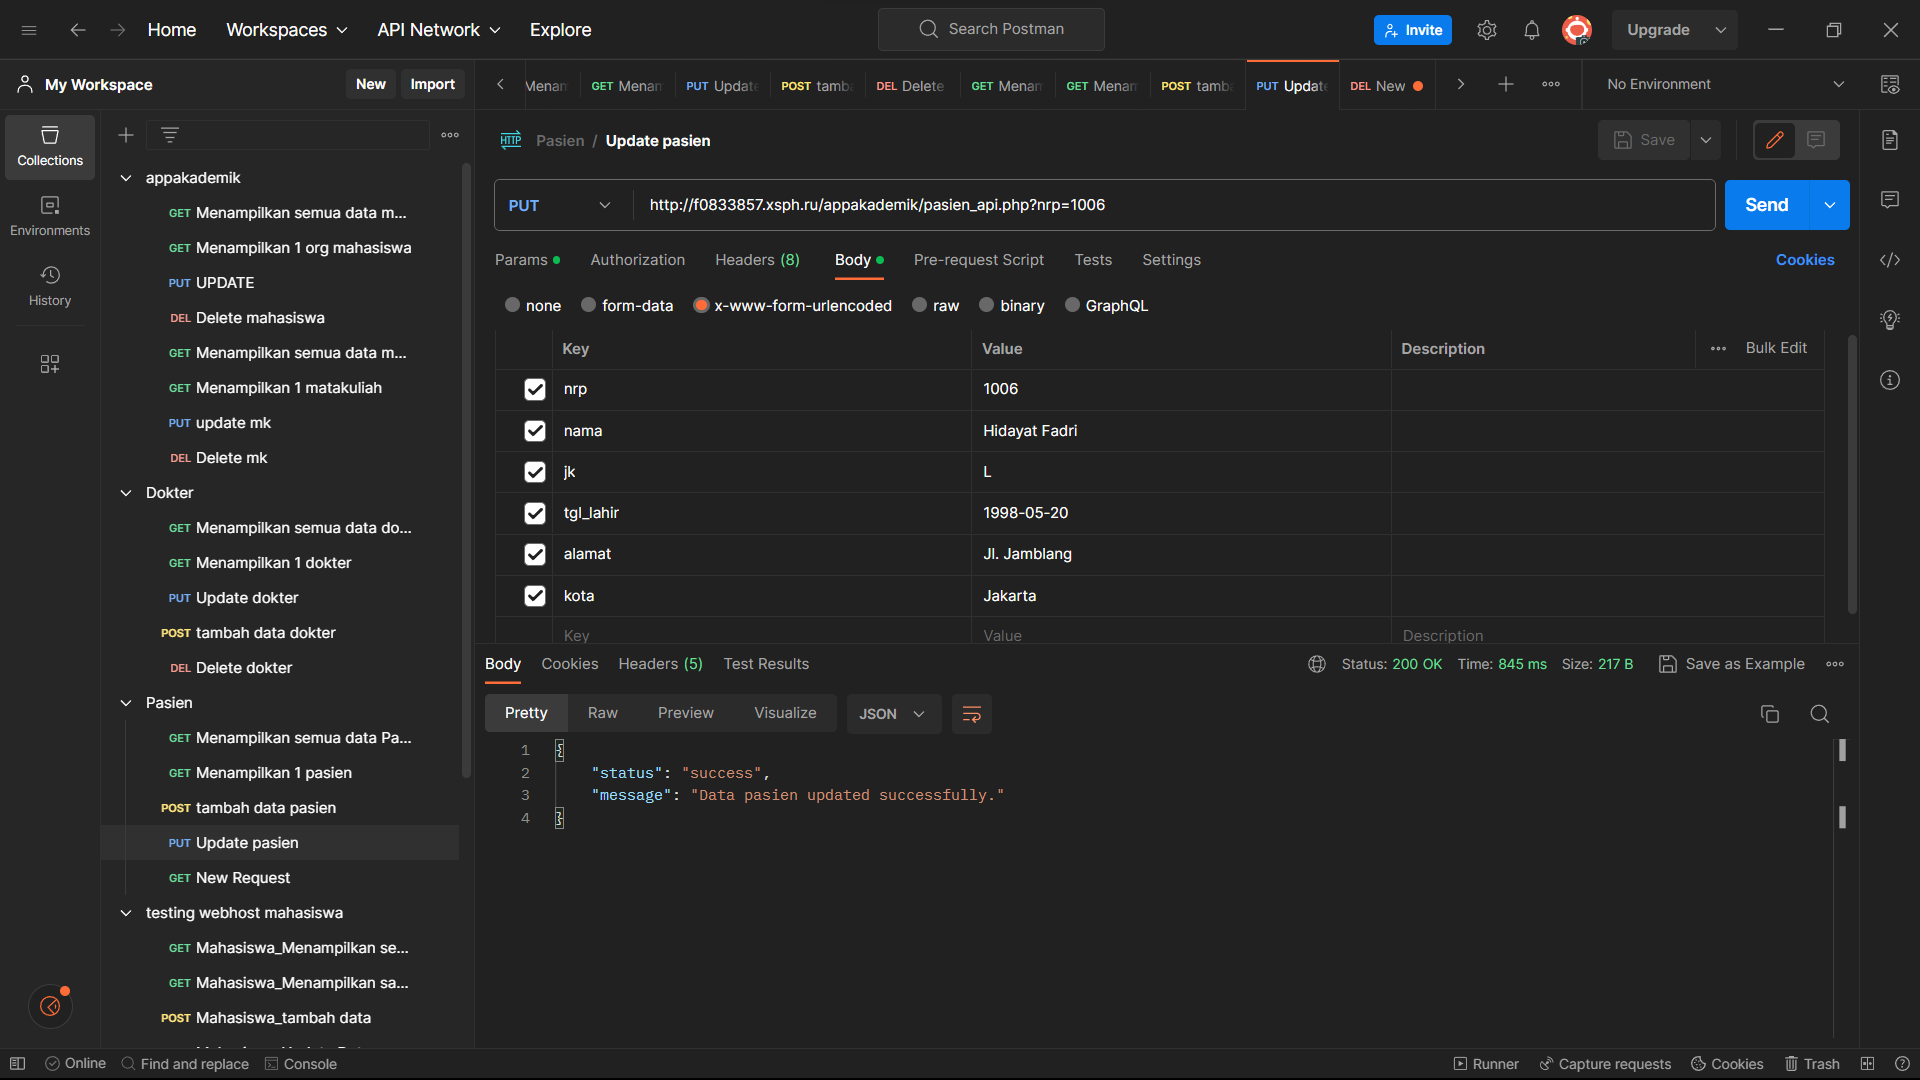 Home
Workspaces
API Network
Explore
Search Postman
Invite
Upgrade
My Workspace
New
Import
Menam
GET Menam
PUT Update
POST tamb
DEL Delete
GET Menam
GET Menam
POST tamb
PUT Update
DEL New
No Environment
Collections
Environments
History
appakademik
GET Menampilkan semua data m...
GET Menampilkan 1 org mahasiswa
PUT UPDATE
DEL Delete mahasiswa
GET Menampilkan semua data m...
GET Menampilkan 1 matakuliah
PUT update mk
DEL Delete mk
Dokter
GET Menampilkan semua data do...
GET Menampilkan 1 dokter
PUT Update dokter
POST tambah data dokter
DEL Delete dokter
Pasien
GET Menampilkan semua data Pa...
GET Menampilkan 1 pasien
POST tambah data pasien
PUT Update pasien
GET New Request
testing webhost mahasiswa
GET Mahasiswa_Menampilkan se...
GET Mahasiswa_Menampilkan sa...
POST Mahasiswa_tambah data
HTTP Pasien / Update pasien
Save
PUT http://f0833857.xsph.ru/appakademik/pasien_api.php?nrp=1006
Send
Params Authorization Headers (8) Body Pre-request Script Tests Settings Cookies
none form-data x-www-form-urlencoded raw binary GraphQL
Key Value Description Bulk Edit
nrp 1006
nama Hidayat Fadri
jk L
tgl_lahir 1998-05-20
alamat Jl. Jamblang
kota Jakarta
Key Value Description
Body Cookies Headers (5) Test Results Status: 200 OK Time: 845 ms Size: 217 B Save as Example
Pretty Raw Preview Visualize JSON
1 {
2 "status": "success",
3 "message": "Data pasien updated successfully."
4 }
Online Find and replace Console Runner Capture requests Cookies Trash